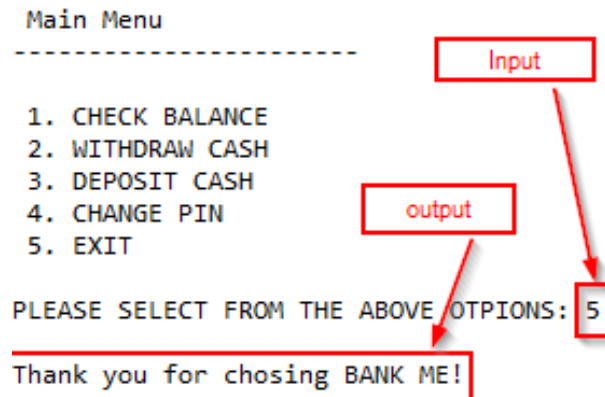 Main Menu
------------------------
Input
1. CHECK BALANCE
2. WITHDRAW CASH
3. DEPOSIT CASH
4. CHANGE PIN
output
5. EXIT
PLEASE SELECT FROM THE ABOVE OTPIONS: 5
Thank you for chosing BANK ME!